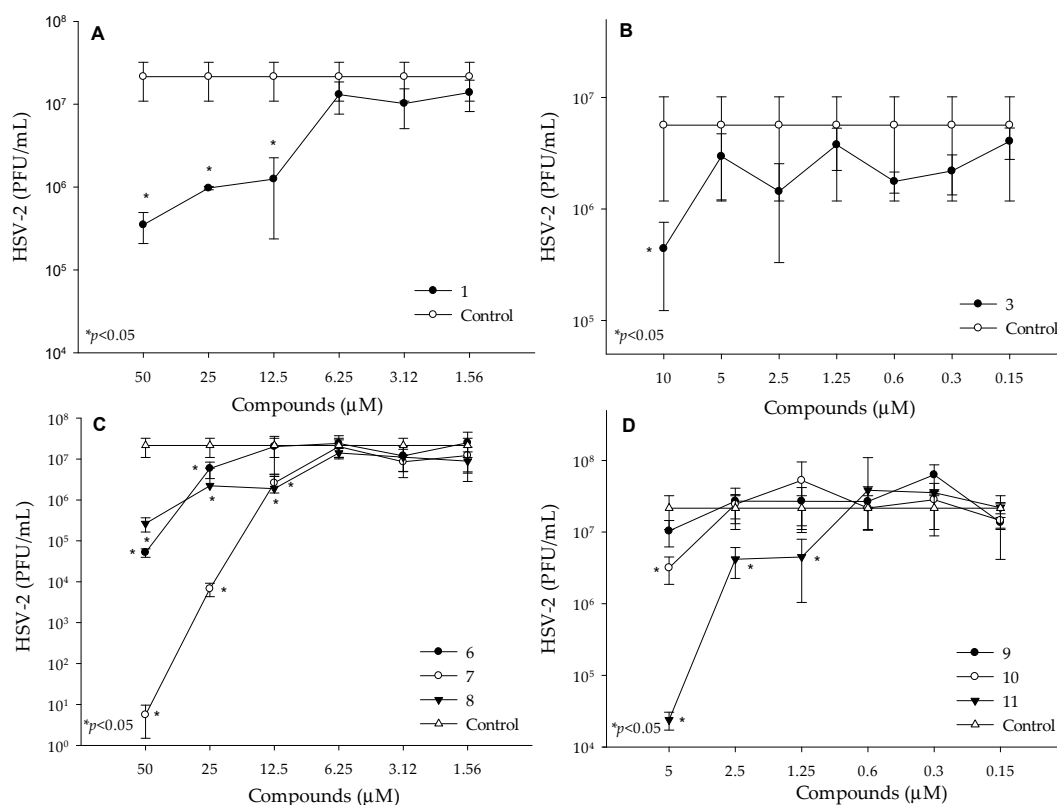 A
10⁸
10⁷
10⁶
10⁵
10⁴
HSV-2 (PFU/mL)
*
*
*
1
Control
*p<0.05
50 25 12.5 6.25 3.12 1.56
Compounds (µM)
B
10⁷
10⁶
10⁵
HSV-2 (PFU/mL)
*
3
Control
*p<0.05
10 5 2.5 1.25 0.6 0.3 0.15
Compounds (µM)
C
10⁸
10⁷
10⁶
10⁵
10⁴
10³
10²
10¹
10⁰
HSV-2 (PFU/mL)
*
*
*
*
*
*
*
*
6
7
8
Control
*p<0.05
50 25 12.5 6.25 3.12 1.56
Compounds (µM)
D
10⁸
10⁷
10⁶
10⁵
10⁴
HSV-2 (PFU/mL)
*
*
*
*
9
10
11
Control
*p<0.05
5 2.5 1.25 0.6 0.3 0.15
Compounds (µM)